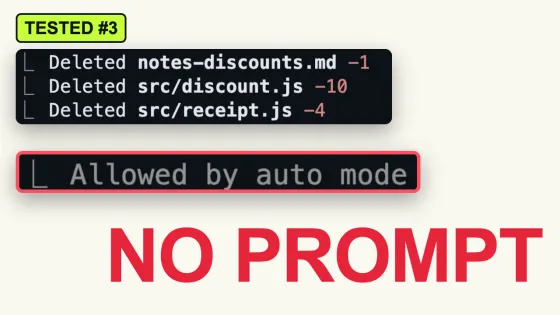 TESTED #3
⎿ Deleted notes-discounts.md −1
⎿ Deleted src/discount.js −10
⎿ Deleted src/receipt.js −4
⎿ Allowed by auto mode
NO PROMPT